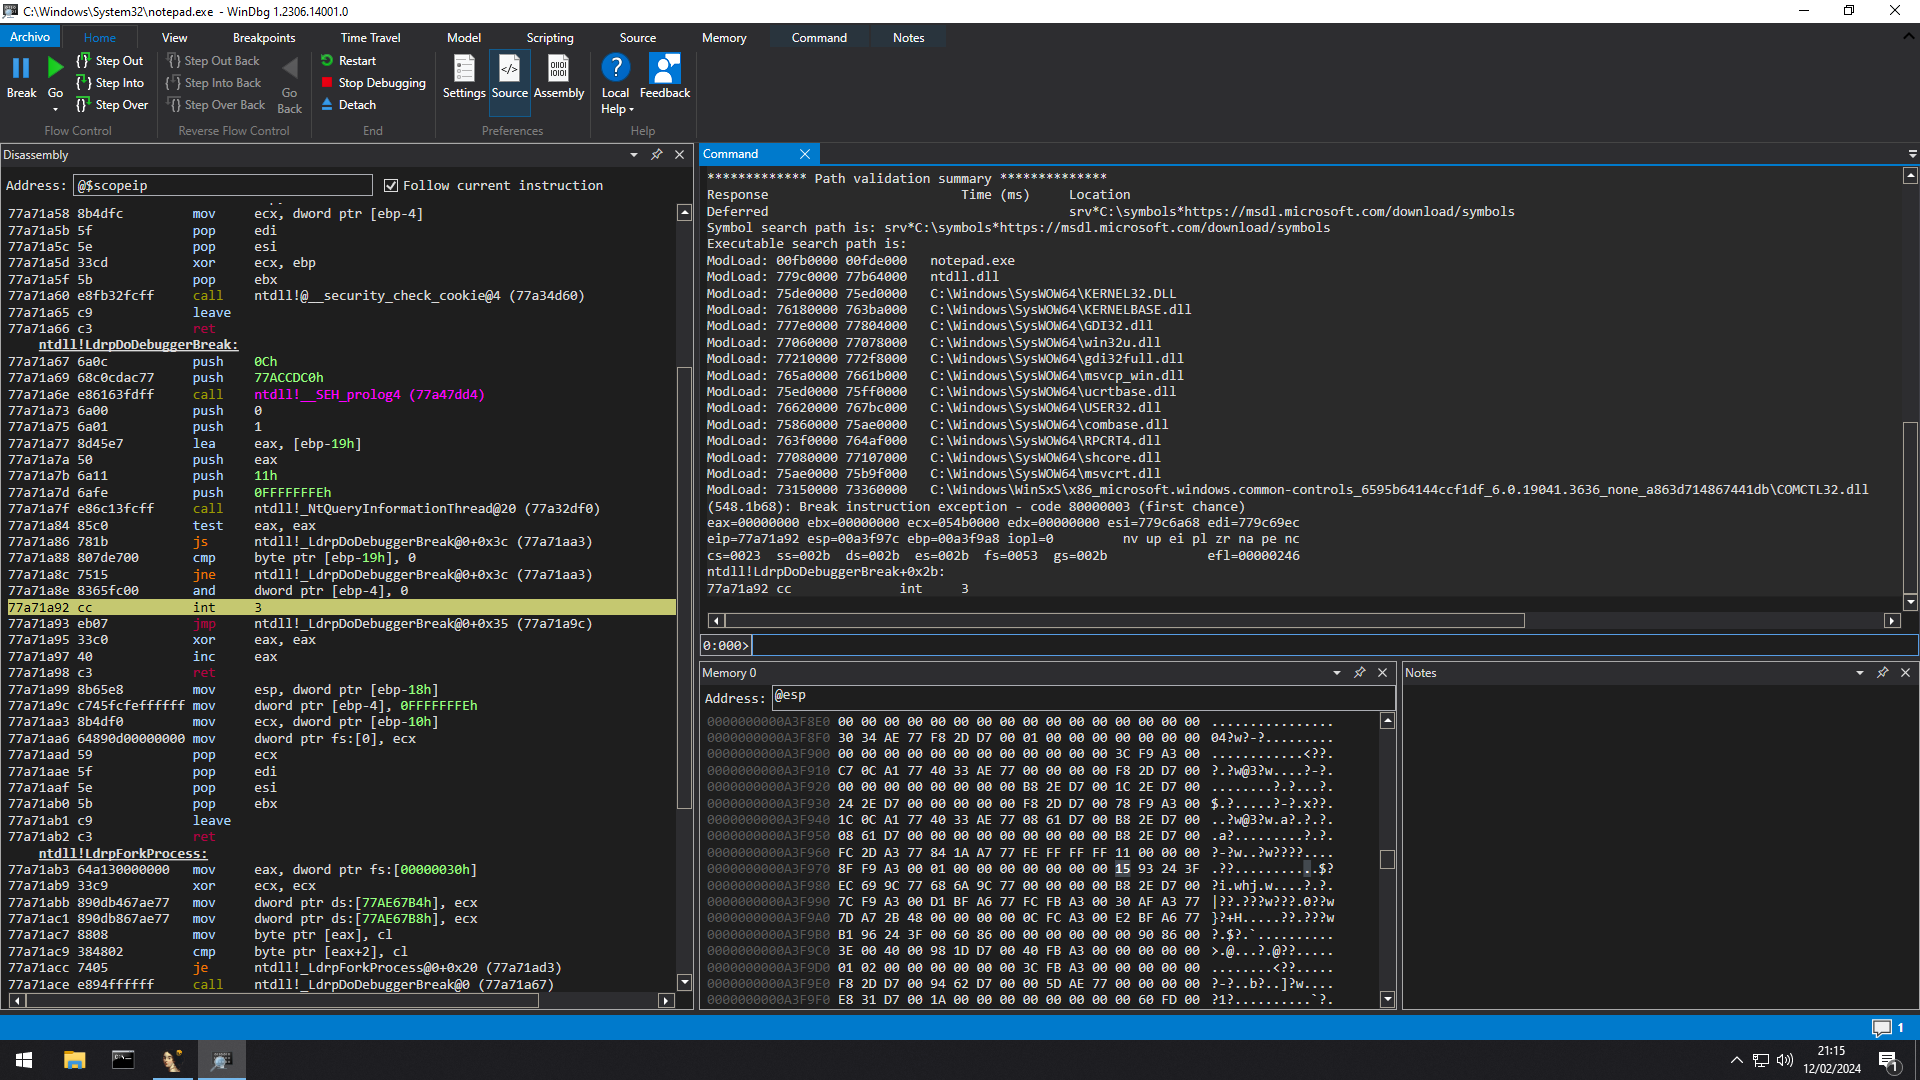 C:\Windows\System32\notepad.exe  - WinDbg 1.2306.14001.0
Archivo Home View Breakpoints Time Travel Model Scripting Source Memory Command Notes
Break
Go
Step Out
Step Into
Step Over
Flow Control
Step Out Back
Step Into Back
Step Over Back
Go Back
Reverse Flow Control
Restart
Stop Debugging
Detach
End
Settings Source Assembly
Preferences
Local Help
Feedback
Help
Disassembly
Address: @$scopeip Follow current instruction
77a71a58 8b4dfc mov ecx, dword ptr [ebp-4]
77a71a5b 5f pop edi
77a71a5c 5e pop esi
77a71a5d 33cd xor ecx, ebp
77a71a5f 5b pop ebx
77a71a60 e8fb32fcff call ntdll!@__security_check_cookie@4 (77a34d60)
77a71a65 c9 leave
77a71a66 c3 ret
ntdll!LdrpDoDebuggerBreak:
77a71a67 6a0c push 0Ch
77a71a69 68c0cdac77 push 77ACCDC0h
77a71a6e e86163fdff call ntdll!__SEH_prolog4 (77a47dd4)
77a71a73 6a00 push 0
77a71a75 6a01 push 1
77a71a77 8d45e7 lea eax, [ebp-19h]
77a71a7a 50 push eax
77a71a7b 6a11 push 11h
77a71a7d 6afe push 0FFFFFFFEh
77a71a7f e86c13fcff call ntdll!_NtQueryInformationThread@20 (77a32df0)
77a71a84 85c0 test eax, eax
77a71a86 781b js ntdll!_LdrpDoDebuggerBreak@0+0x3c (77a71aa3)
77a71a88 807de700 cmp byte ptr [ebp-19h], 0
77a71a8c 7515 jne ntdll!_LdrpDoDebuggerBreak@0+0x3c (77a71aa3)
77a71a8e 8365fc00 and dword ptr [ebp-4], 0
77a71a92 cc int 3
77a71a93 eb07 jmp ntdll!_LdrpDoDebuggerBreak@0+0x35 (77a71a9c)
77a71a95 33c0 xor eax, eax
77a71a97 40 inc eax
77a71a98 c3 ret
77a71a99 8b65e8 mov esp, dword ptr [ebp-18h]
77a71a9c c745fcfeffffff mov dword ptr [ebp-4], 0FFFFFFFEh
77a71aa3 8b4df0 mov ecx, dword ptr [ebp-10h]
77a71aa6 64890d00000000 mov dword ptr fs:[0], ecx
77a71aad 59 pop ecx
77a71aae 5f pop edi
77a71aaf 5e pop esi
77a71ab0 5b pop ebx
77a71ab1 c9 leave
77a71ab2 c3 ret
ntdll!LdrpForkProcess:
77a71ab3 64a130000000 mov eax, dword ptr fs:[00000030h]
77a71ab9 33c9 xor ecx, ecx
77a71abb 890db467ae77 mov dword ptr ds:[77AE67B4h], ecx
77a71ac1 890db867ae77 mov dword ptr ds:[77AE67B8h], ecx
77a71ac7 8808 mov byte ptr [eax], cl
77a71ac9 384802 cmp byte ptr [eax+2], cl
77a71acc 7405 je ntdll!_LdrpForkProcess@0+0x20 (77a71ad3)
77a71ace e894ffffff call ntdll!_LdrpDoDebuggerBreak@0 (77a71a67)
Command
************* Path validation summary **************
Response Time (ms) Location
Deferred srv*C:\symbols*https://msdl.microsoft.com/download/symbols
Symbol search path is: srv*C:\symbols*https://msdl.microsoft.com/download/symbols
Executable search path is:
ModLoad: 00fb0000 00fde000 notepad.exe
ModLoad: 779c0000 77b64000 ntdll.dll
ModLoad: 75de0000 75ed0000 C:\Windows\SysWOW64\KERNEL32.DLL
ModLoad: 76180000 763ba000 C:\Windows\SysWOW64\KERNELBASE.dll
ModLoad: 777e0000 77804000 C:\Windows\SysWOW64\GDI32.dll
ModLoad: 77060000 77078000 C:\Windows\SysWOW64\win32u.dll
ModLoad: 77210000 772f8000 C:\Windows\SysWOW64\gdi32full.dll
ModLoad: 765a0000 7661b000 C:\Windows\SysWOW64\msvcp_win.dll
ModLoad: 75ed0000 75ff0000 C:\Windows\SysWOW64\ucrtbase.dll
ModLoad: 76620000 767bc000 C:\Windows\SysWOW64\USER32.dll
ModLoad: 75860000 75ae0000 C:\Windows\SysWOW64\combase.dll
ModLoad: 763f0000 764af000 C:\Windows\SysWOW64\RPCRT4.dll
ModLoad: 77080000 77107000 C:\Windows\SysWOW64\shcore.dll
ModLoad: 75ae0000 75b9f000 C:\Windows\SysWOW64\msvcrt.dll
ModLoad: 73150000 73360000 C:\Windows\WinSxS\x86_microsoft.windows.common-controls_6595b64144ccf1df_6.0.19041.3636_none_a863d714867441db\COMCTL32.dll
(548.1b68): Break instruction exception - code 80000003 (first chance)
eax=00000000 ebx=00000000 ecx=054b0000 edx=00000000 esi=779c6a68 edi=779c69ec
eip=77a71a92 esp=00a3f97c ebp=00a3f9a8 iopl=0 nv up ei pl zr na pe nc
cs=0023 ss=002b ds=002b es=002b fs=0053 gs=002b efl=00000246
ntdll!LdrpDoDebuggerBreak+0x2b:
77a71a92 cc int 3
0:000>
Memory 0
Address: @esp
0000000000A3F8E0 00 00 00 00 00 00 00 00 00 00 00 00 00 00 00 00 ................
0000000000A3F8F0 30 34 AE 77 F8 2D D7 00 01 00 00 00 00 00 00 00 04?w?-?.........
0000000000A3F900 00 00 00 00 00 00 00 00 00 00 00 00 3C F9 A3 00 ............<??.
0000000000A3F910 C7 0C A1 77 40 33 AE 77 00 00 00 00 F8 2D D7 00 ?.?w@3?w....?-?.
0000000000A3F920 00 00 00 00 00 00 00 00 B8 2E D7 00 1C 2E D7 00 ........?.?...?.
0000000000A3F930 24 2E D7 00 00 00 00 00 F8 2D D7 00 78 F9 A3 00 $.?.....?-?.x??.
0000000000A3F940 1C 0C A1 77 40 33 AE 77 08 61 D7 00 B8 2E D7 00 ..?w@3?w.a?.?.?.
0000000000A3F950 08 61 D7 00 00 00 00 00 00 00 00 00 B8 2E D7 00 .a?.........?.?.
0000000000A3F960 FC 2D A3 77 84 1A A7 77 FE FF FF FF 11 00 00 00 ?-?w..?w????....
0000000000A3F970 8F F9 A3 00 01 00 00 00 00 00 00 00 15 93 24 3F .??...........$?
0000000000A3F980 EC 69 9C 77 68 6A 9C 77 00 00 00 00 B8 2E D7 00 ?i.whj.w....?.?.
0000000000A3F990 7C F9 A3 00 D1 BF A6 77 FC FB A3 00 30 AF A3 77 |??.???w???.0??w
0000000000A3F9A0 7D A7 2B 48 00 00 00 00 0C FC A3 00 E2 BF A6 77 }?+H.....??.???w
0000000000A3F9B0 B1 96 24 3F 00 60 86 00 00 00 00 00 00 90 86 00 ?.$?.`..........
0000000000A3F9C0 3E 00 40 00 98 1D D7 00 40 FB A3 00 00 00 00 00 >.@...?.@??.....
0000000000A3F9D0 01 02 00 00 00 00 00 00 3C FB A3 00 00 00 00 00 ........<??.....
0000000000A3F9E0 F8 2D D7 00 94 62 D7 00 00 5D AE 77 00 00 00 00 ?-?..b?..]?w....
0000000000A3F9F0 E8 31 D7 00 1A 00 00 00 00 00 00 00 00 60 FD 00 ?1?..........`?.
Notes
1
21:15
12/02/2024
1